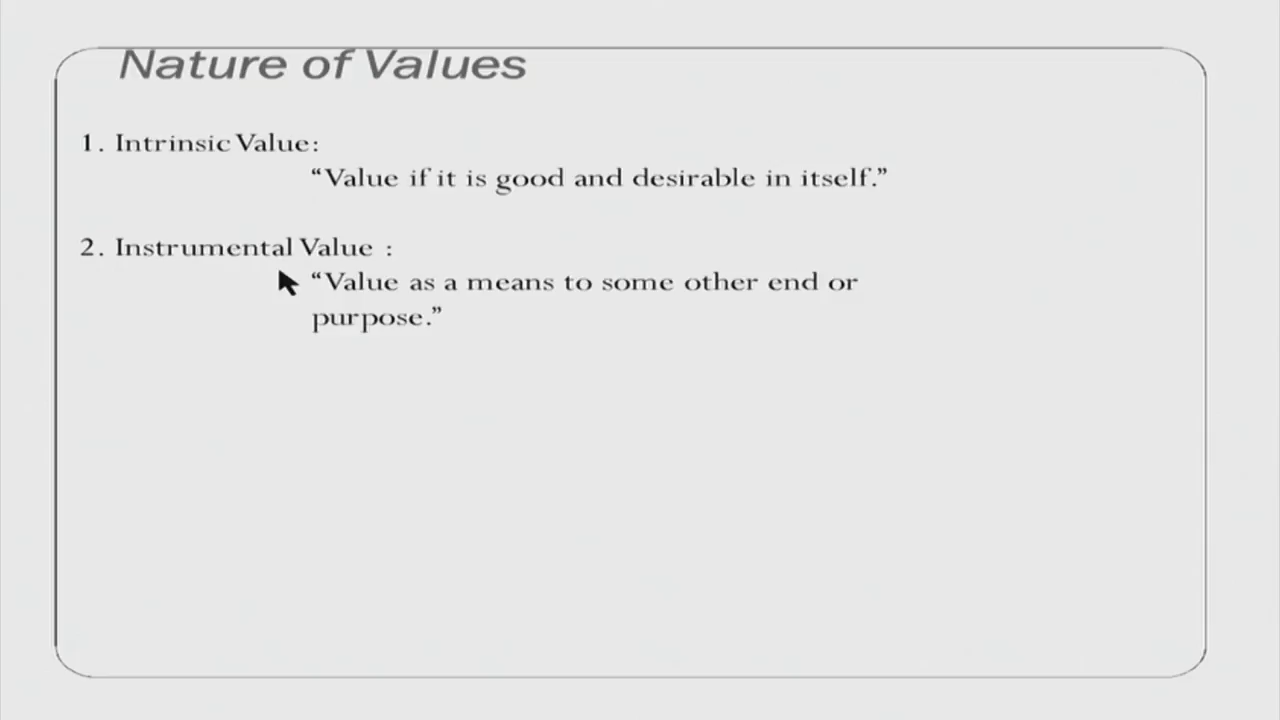 Nature of Values
1. Intrinsic Value:
“Value if it is good and desirable in itself.”
2. Instrumental Value :
“Value as a means to some other end or
purpose.”